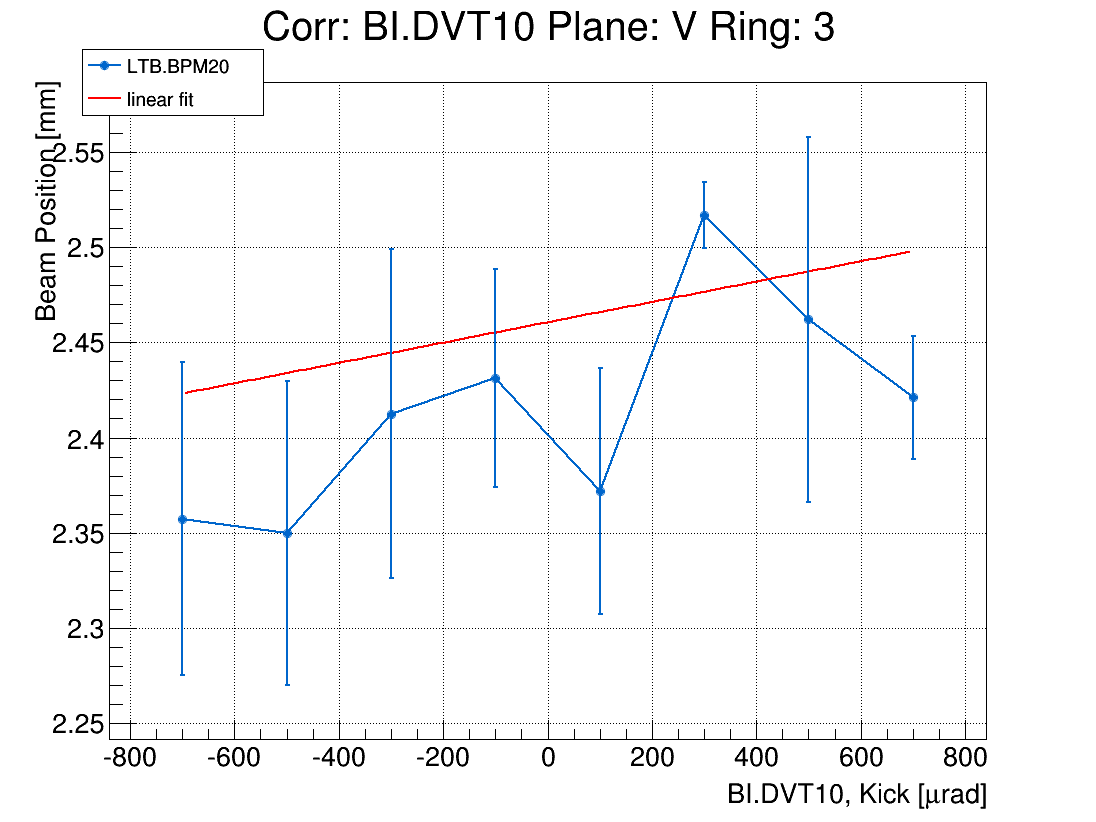 Corr: BI.DVT10 Plane: V Ring: 3
LTB.BPM20
linear fit
Beam Position [mm]
2.55
2.5
2.45
2.4
2.35
2.3
2.25
-800 -600 -400 -200 0 200 400 600 800
BI.DVT10, Kick [μrad]